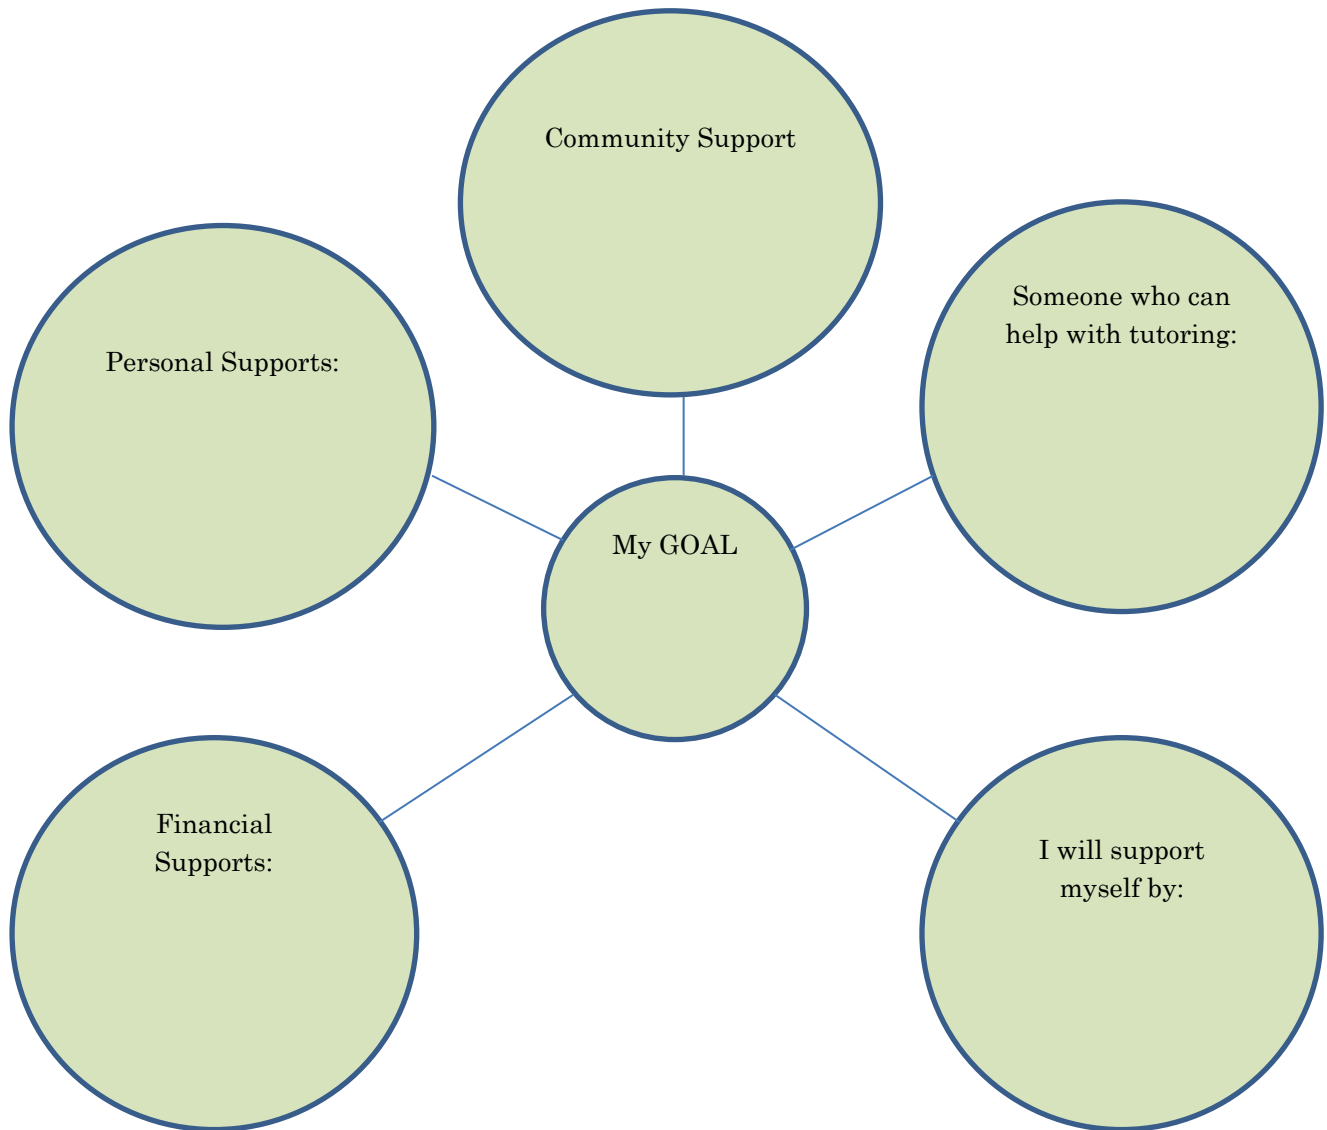 Community Support
Someone who can
help with tutoring:
Personal Supports:
My GOAL
Financial
Supports:
I will support
myself by: